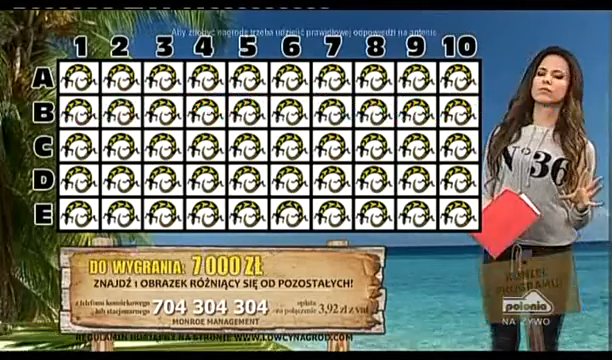 Aby zdobyć nagrodę trzeba udzielić prawidłowej odpowiedzi na antenie
1 2 3 4 5 6 7 8 9 10
A
B
C
D
E
N° 36
DO WYGRANIA: 7 000 ZŁ
ZNAJDŹ 1 OBRAZEK RÓŻNIĄCY SIĘ OD POZOSTAŁYCH!
z telefonu komórkowego
lub stacjonarnego
704 304 304
opłata
za połączenie 3,92 zł z vat
MONROE MANAGEMENT
KONIEC
PROGRAMU
polonia
NA ŻYWO
REGULAMIN DOSTĘPNY NA STRONIE WWW.LOWCYNAGROD.COM